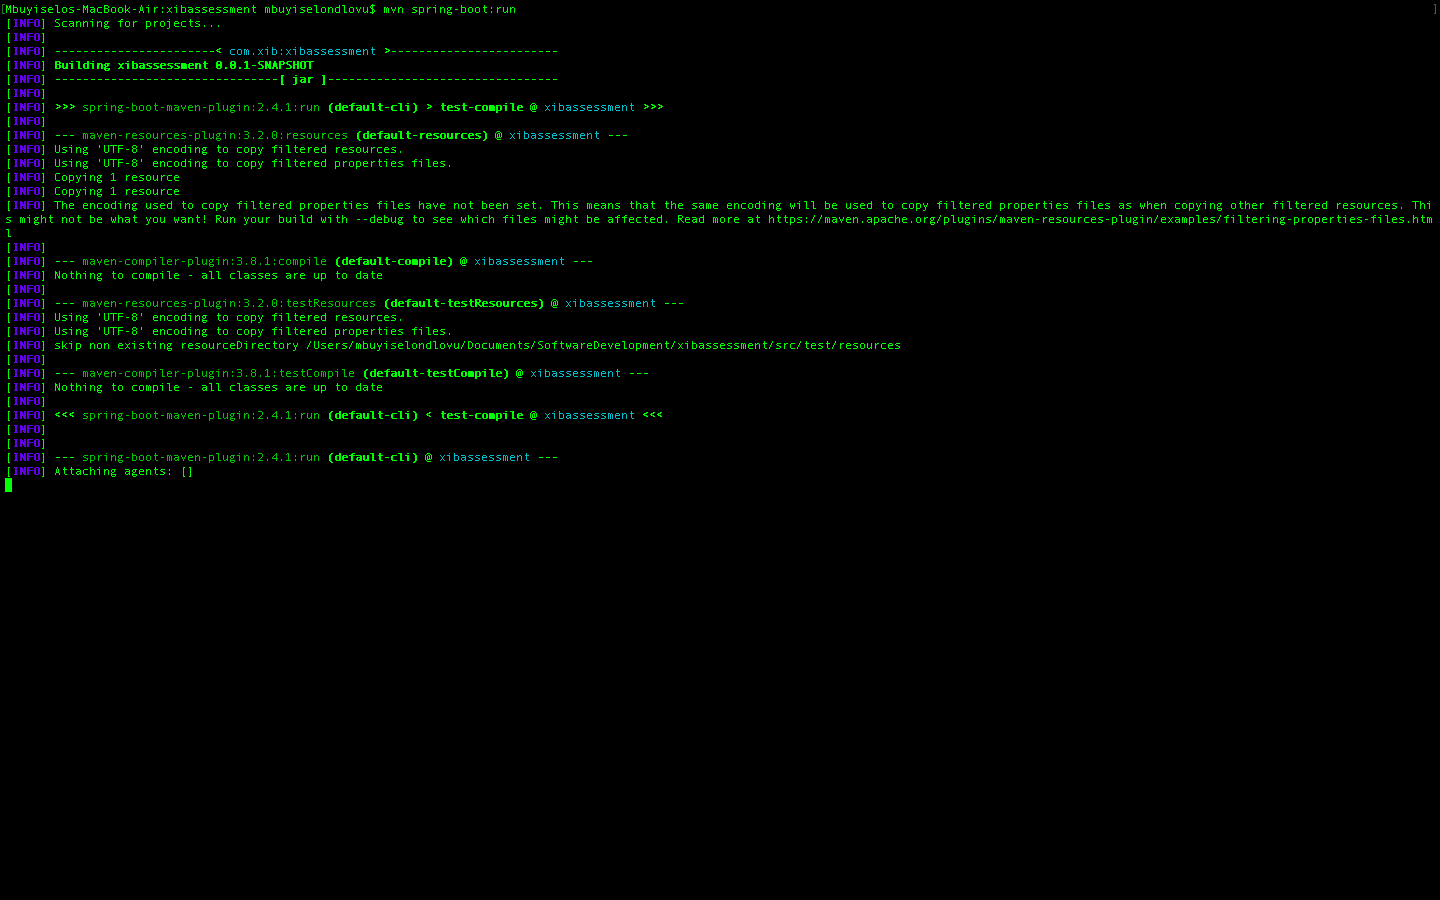 [Mbuyiselos-MacBook-Air:xibassessment mbuyiselondlovu$ mvn spring-boot:run ]
[INFO] Scanning for projects...
[INFO]
[INFO] -----------------------< com.xib:xibassessment >------------------------
[INFO] Building xibassessment 0.0.1-SNAPSHOT
[INFO] --------------------------------[ jar ]---------------------------------
[INFO]
[INFO] >>> spring-boot-maven-plugin:2.4.1:run (default-cli) > test-compile @ xibassessment >>>
[INFO]
[INFO] --- maven-resources-plugin:3.2.0:resources (default-resources) @ xibassessment ---
[INFO] Using 'UTF-8' encoding to copy filtered resources.
[INFO] Using 'UTF-8' encoding to copy filtered properties files.
[INFO] Copying 1 resource
[INFO] Copying 1 resource
[INFO] The encoding used to copy filtered properties files have not been set. This means that the same encoding will be used to copy filtered properties files as when copying other filtered resources. Thi
s might not be what you want! Run your build with --debug to see which files might be affected. Read more at https://maven.apache.org/plugins/maven-resources-plugin/examples/filtering-properties-files.htm
l
[INFO]
[INFO] --- maven-compiler-plugin:3.8.1:compile (default-compile) @ xibassessment ---
[INFO] Nothing to compile - all classes are up to date
[INFO]
[INFO] --- maven-resources-plugin:3.2.0:testResources (default-testResources) @ xibassessment ---
[INFO] Using 'UTF-8' encoding to copy filtered resources.
[INFO] Using 'UTF-8' encoding to copy filtered properties files.
[INFO] skip non existing resourceDirectory /Users/mbuyiselondlovu/Documents/SoftwareDevelopment/xibassessment/src/test/resources
[INFO]
[INFO] --- maven-compiler-plugin:3.8.1:testCompile (default-testCompile) @ xibassessment ---
[INFO] Nothing to compile - all classes are up to date
[INFO]
[INFO] <<< spring-boot-maven-plugin:2.4.1:run (default-cli) < test-compile @ xibassessment <<<
[INFO]
[INFO]
[INFO] --- spring-boot-maven-plugin:2.4.1:run (default-cli) @ xibassessment ---
[INFO] Attaching agents: []